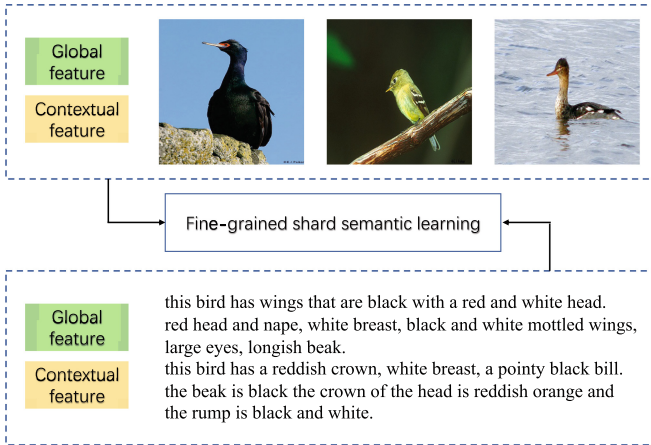 Global
feature
Contextual
feature
Fine-grained shard semantic learning
Global
feature
Contextual
feature
this bird has wings that are black with a red and white head.
red head and nape, white breast, black and white mottled wings,
large eyes, longish beak.
this bird has a reddish crown, white breast, a pointy black bill.
the beak is black the crown of the head is reddish orange and
the rump is black and white.